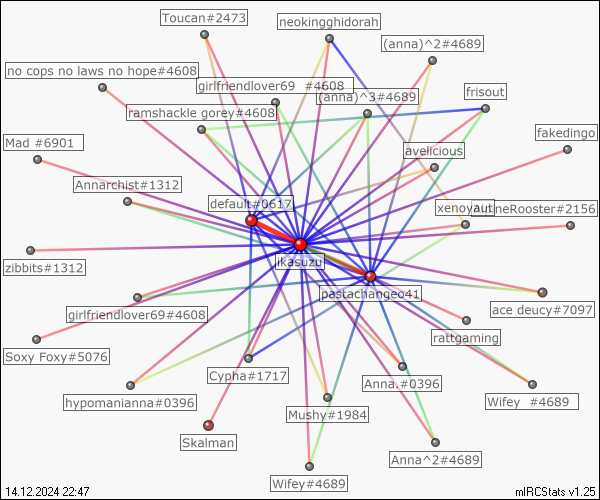 Toucan#2473
neokingghidorah
(anna)^2#4689
no cops no laws no hope#4608
girlfriendlover69 #4608
(anna)^3#4689
frisout
ramshackle gorey#4608
fakedingo
Mad #6901
avelicious
Annarchist#1312
default#0617
xenoyaut
neRooster#2156
jkasuzu
zibbits#1312
pastachangeo41
girlfriendlover69#4608
ace deucy#7097
rattgaming
Soxy Foxy#5076
Cypha#1717
Anna.#0396
hypomanianna#0396
Mushy#1984
Wifey #4689
Skalman
Anna^2#4689
Wifey#4689
14.12.2024 22:47
mIRCStats v1.25